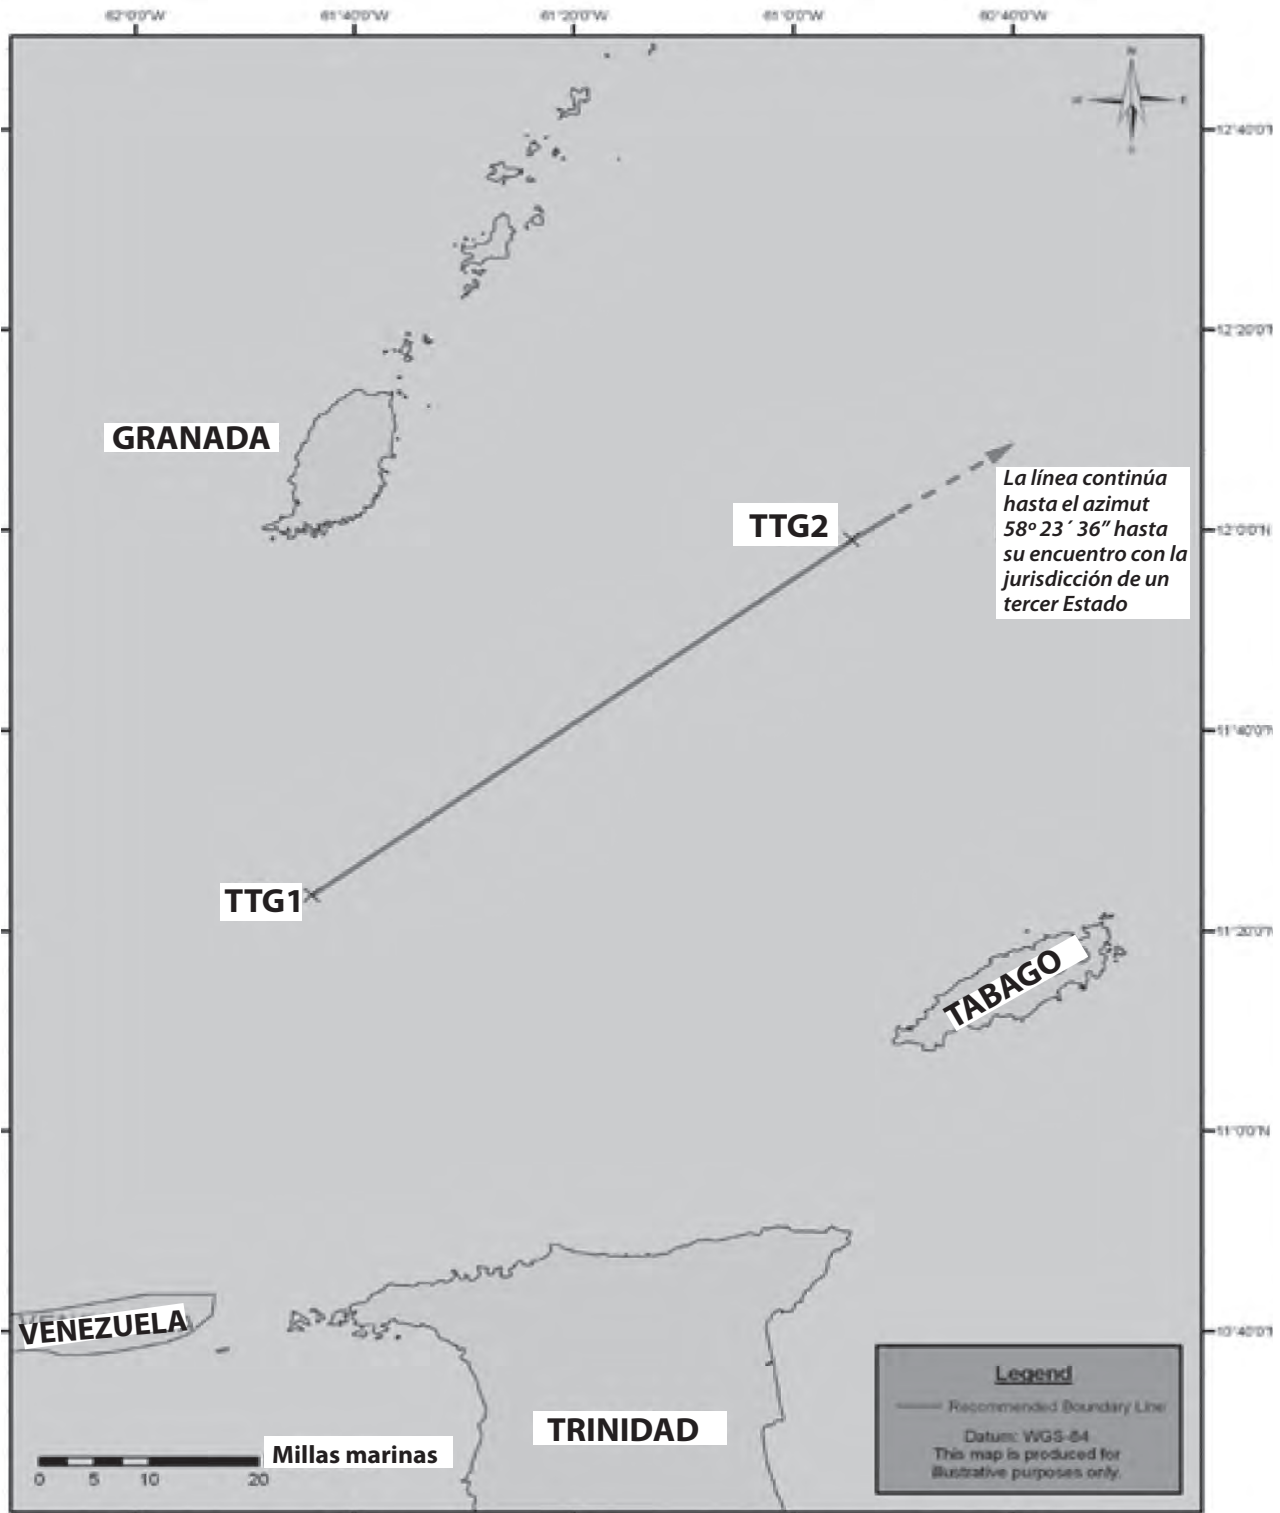 62°0'0"W 61°40'0"W 61°20'0"W 61°0'0"W 60°40'0"W
N
W E
S
12°40'0"
12°20'0"
GRANADA
La línea continúa
hasta el azimut
58º 23´ 36” hasta
su encuentro con la
jurisdicción de un
tercer Estado
TTG2
12°0'0"N
11°40'0"
TTG1
11°20'0"
TABAGO
11°0'0"N
VENEZUELA
10°40'0"
Legend
Recommended Boundary Line
Datum: WGS-84
This map is produced for
illustrative purposes only.
TRINIDAD
Millas marinas
0 5 10 20